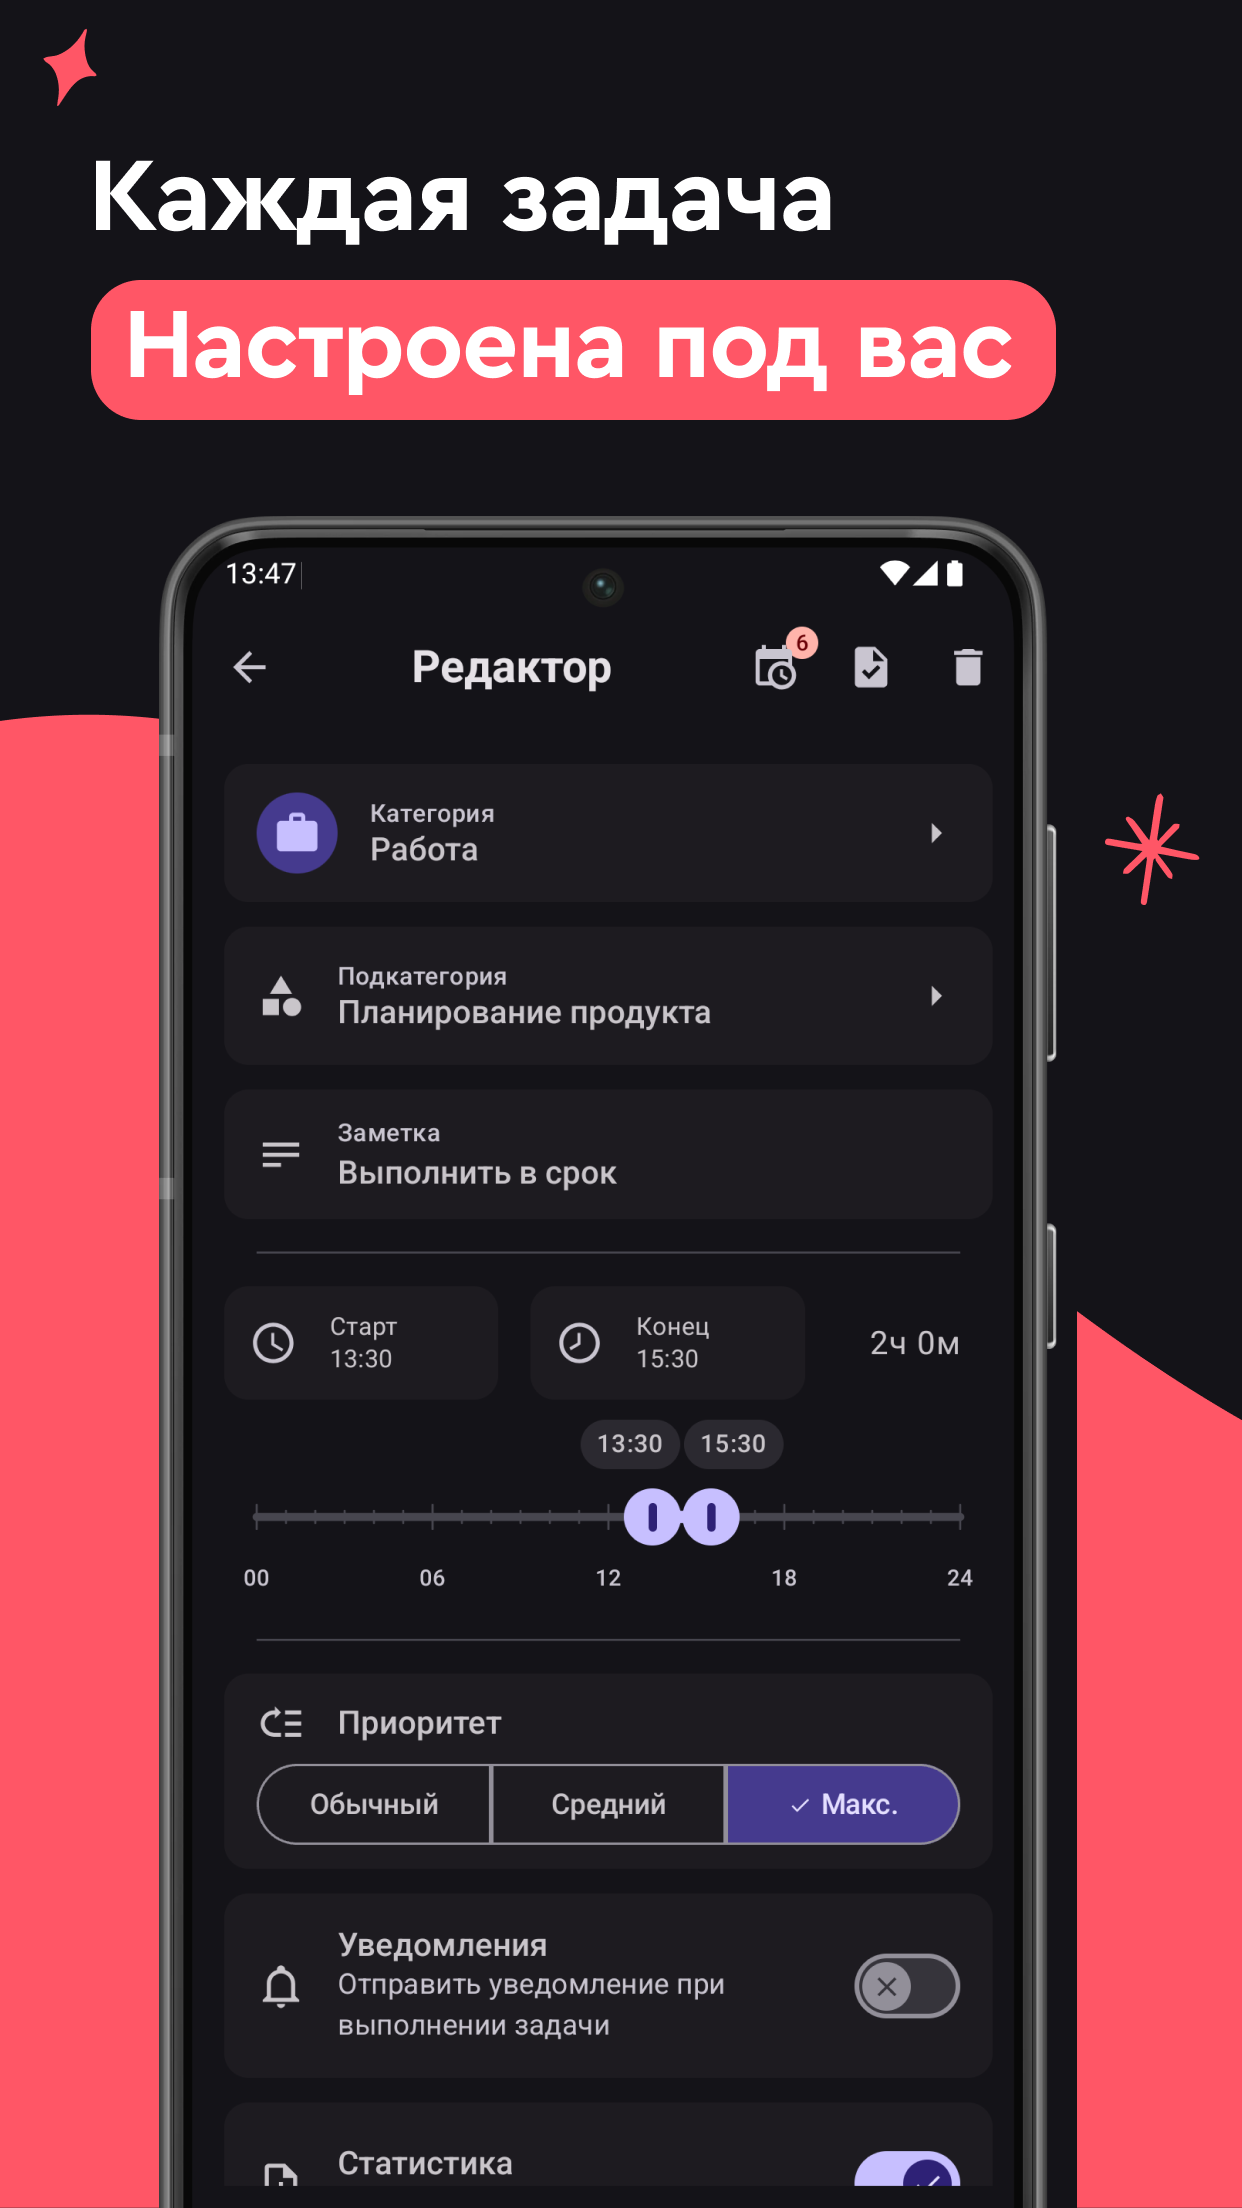 Каждая задача
Настроена под вас
13:47
Редактор
6
Категория
Работа
Подкатегория
Планирование продукта
Заметка
Выполнить в срок
Старт
13:30
Конец
15:30
2ч 0м
13:30 15:30
00 06 12 18 24
Приоритет
Обычный Средний Макс.
Уведомления
Отправить уведомление при
выполнении задачи
Статистика